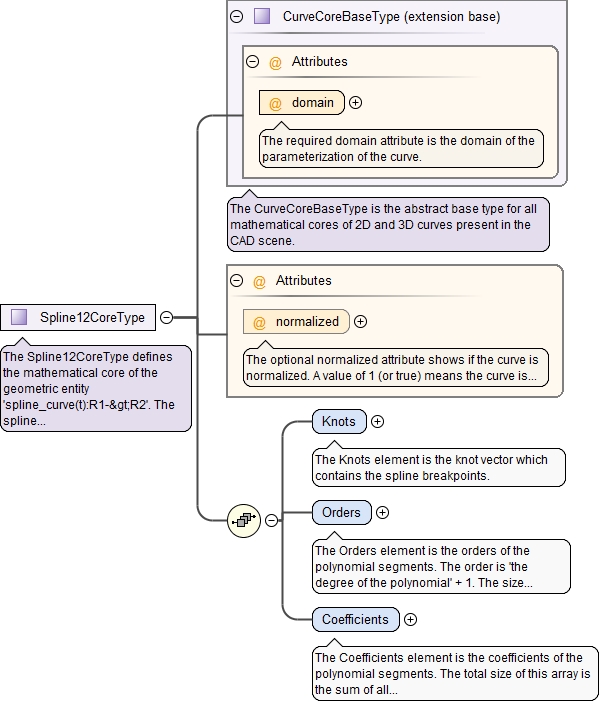 CurveCoreBaseType (extension base)
@ Attributes
@ domain
The required domain attribute is the domain of the
parameterization of the curve.
The CurveCoreBaseType is the abstract base type for all
mathematical cores of 2D and 3D curves present in the
CAD scene.
@ Attributes
@ normalized
The optional normalized attribute shows if the curve is
normalized. A value of 1 (or true) means the curve is...
Spline12CoreType
The Spline12CoreType defines
the mathematical core of the
geometric entity
'spline_curve(t):R1-&gt;R2'. The
spline...
Knots
The Knots element is the knot vector which
contains the spline breakpoints.
Orders
The Orders element is the orders of the
polynomial segments. The order is 'the
degree of the polynomial' + 1. The size...
Coefficients
The Coefficients element is the coefficients of the
polynomial segments. The total size of this array is
the sum of all...